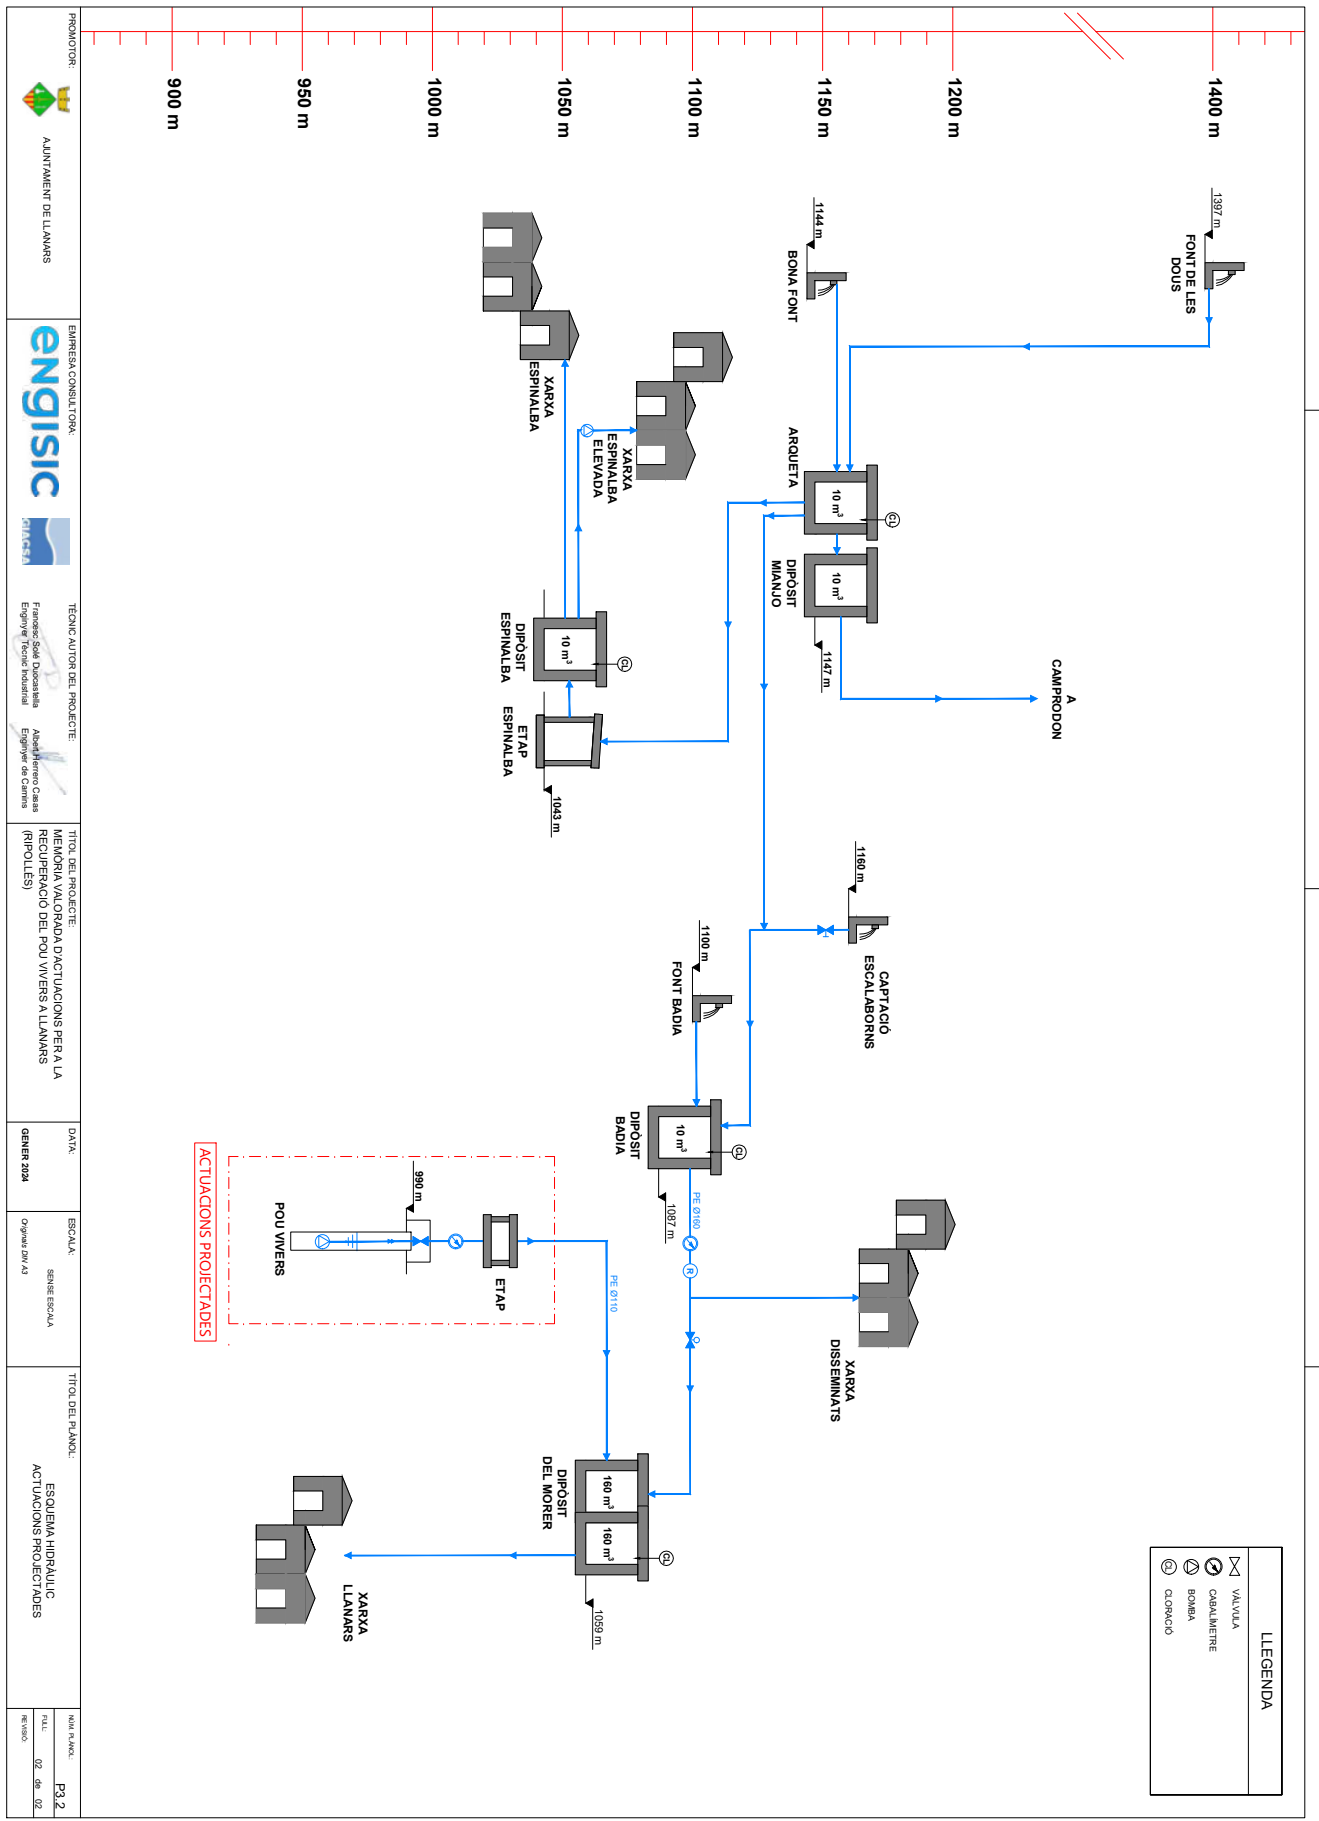 1400 m
1200 m
1150 m
1100 m
1050 m
1000 m
950 m
900 m
1397 m
FONT DE LES
DOUS
1144 m
BONA FONT
ARQUETA
10 m³
CL
DIPÒSIT
MIANJO
10 m³
1147 m
A
CAMPRODON
XARXA
ESPINALBA
XARXA
ESPINALBA
ELEVADA
DIPÒSIT
ESPINALBA
10 m³
CL
ETAP
ESPINALBA
1043 m
1160 m
CAPTACIÓ
ESCALABORNS
1100 m
FONT BADIA
DIPÒSIT
BADIA
10 m³
CL
1087 m
PE Ø160
R
XARXA
DISSEMINATS
ACTUACIONS PROJECTADES
POU VIVERS
990 m
ETAP
PE Ø110
DIPÒSIT
DEL MORER
160 m³
160 m³
CL
1059 m
XARXA
LLANARS
LLEGENDA
VÀLVULA
CABALÍMETRE
BOMBA
CL CLORACIÓ
PROMOTOR:
AJUNTAMENT DE LLANARS
EMPRESA CONSULTORA:
engisic
GIACSA
TÈCNIC AUTOR DEL PROJECTE:
Francesc Solé Duocastella
Enginyer Tècnic Industrial
Albert Herrero Casas
Enginyer de Camins
TÍTOL DEL PROJECTE:
MEMÒRIA VALORADA D'ACTUACIONS PER A LA
RECUPERACIÓ DEL POU VIVERS A LLANARS
(RIPOLLÈS)
DATA:
GENER 2024
ESCALA:
SENSE ESCALA
Originals DIN A3
TÍTOL DEL PLÀNOL:
ESQUEMA HIDRÀULIC
ACTUACIONS PROJECTADES
NÚM. PLÀNOL:
P3.2
FULL:
02 de 02
REVISIÓ: